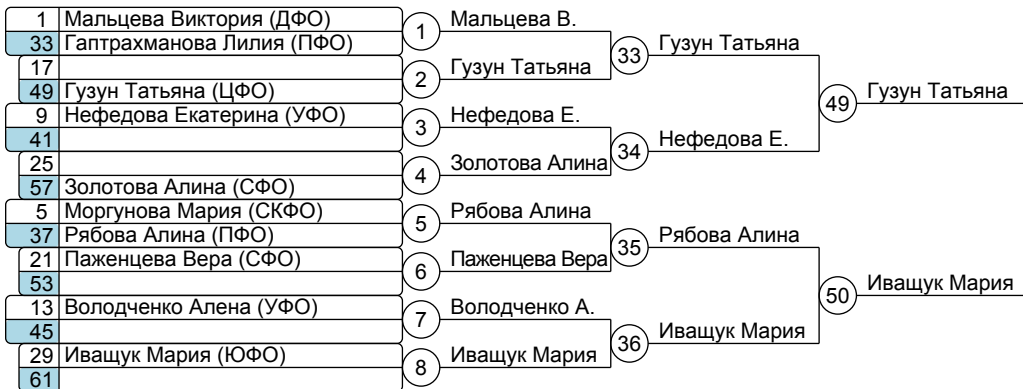 1 Мальцева Виктория (ДФО)
33 Гаптрахманова Лилия (ПФО)
1
Мальцева В.
17
49 Гузун Татьяна (ЦФО)
2
Гузун Татьяна
33
Гузун Татьяна
9 Нефедова Екатерина (УФО)
41
3
Нефедова Е.
25
57 Золотова Алина (СФО)
4
Золотова Алина
34
Нефедова Е.
49
Гузун Татьяна
5 Моргунова Мария (СКФО)
37 Рябова Алина (ПФО)
5
Рябова Алина
21 Паженцева Вера (СФО)
53
6
Паженцева Вера
35
Рябова Алина
13 Володченко Алена (УФО)
45
7
Володченко А.
29 Иващук Мария (ЮФО)
61
8
Иващук Мария
36
Иващук Мария
50
Иващук Мария